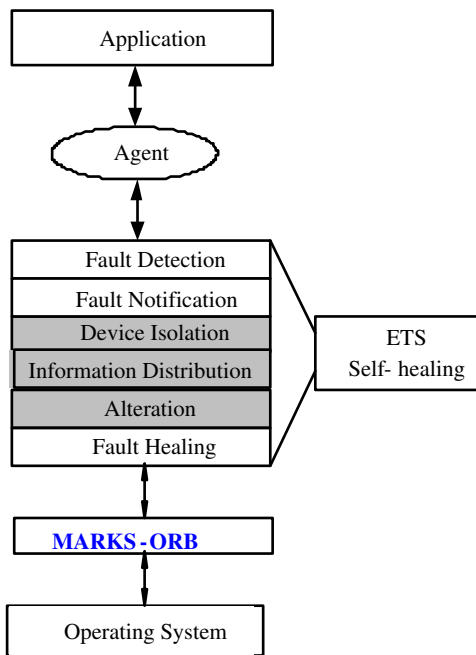 Application
Agent
Fault Detection
Fault Notification
Device Isolation
Information Distribution
Alteration
Fault Healing
ETS
Self- healing
MARKS-ORB
Operating System